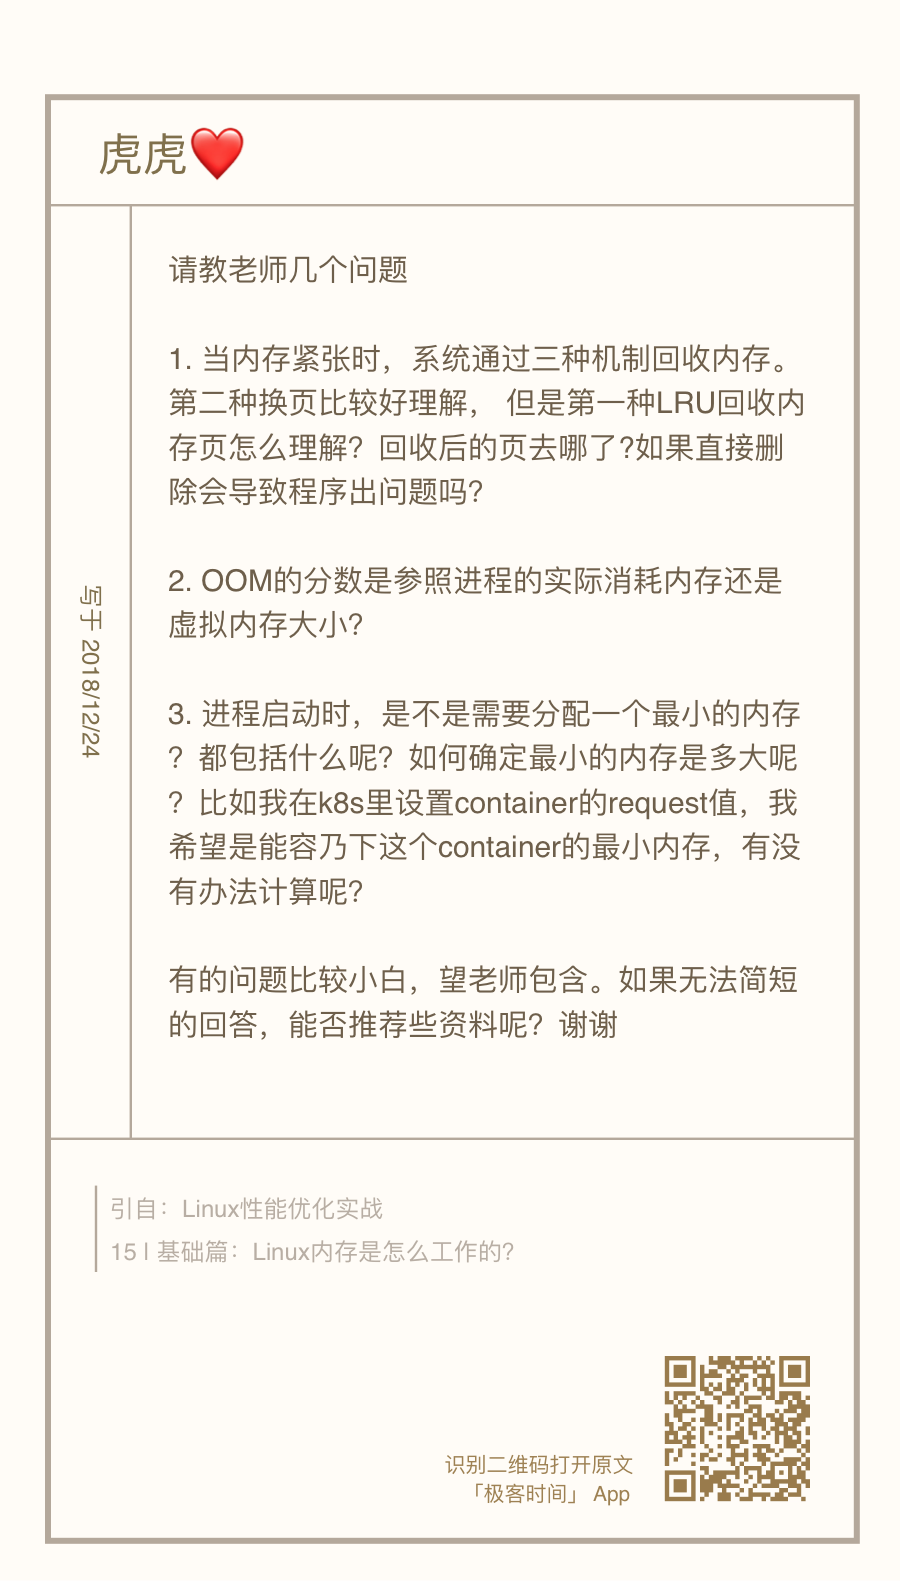 虎虎❤️
请教老师几个问题
1. 当内存紧张时，系统通过三种机制回收内存。
第二种换页比较好理解， 但是第一种LRU回收内
存页怎么理解？回收后的页去哪了?如果直接删
除会导致程序出问题吗？
2. OOM的分数是参照进程的实际消耗内存还是
虚拟内存大小？
3. 进程启动时，是不是需要分配一个最小的内存
？都包括什么呢？如何确定最小的内存是多大呢
？比如我在k8s里设置container的request值，我
希望是能容乃下这个container的最小内存，有没
有办法计算呢？
有的问题比较小白，望老师包含。如果无法简短
的回答，能否推荐些资料呢？谢谢
写于 2018/12/24
引自：Linux性能优化实战
15 | 基础篇：Linux内存是怎么工作的？
识别二维码打开原文
「极客时间」 App